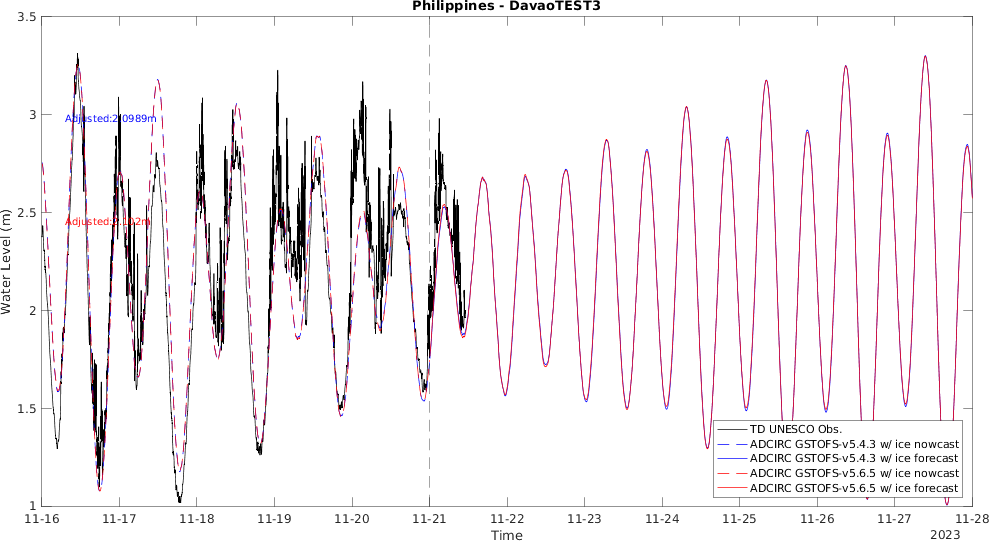 Philippines - DavaoTEST3
3.5
3
2.5
2
1.5
1
Water Level (m)
Adjusted:2.0989m
TD UNESCO Obs.
ADCIRC GSTOFS-v5.4.3 w/ ice nowcast
ADCIRC GSTOFS-v5.4.3 w/ ice forecast
ADCIRC GSTOFS-v5.6.5 w/ ice nowcast
ADCIRC GSTOFS-v5.6.5 w/ ice forecast
11-16
11-17
11-18
11-19
11-20
11-21
11-22
11-23
11-24
11-25
11-26
11-27
11-28
Time
2023